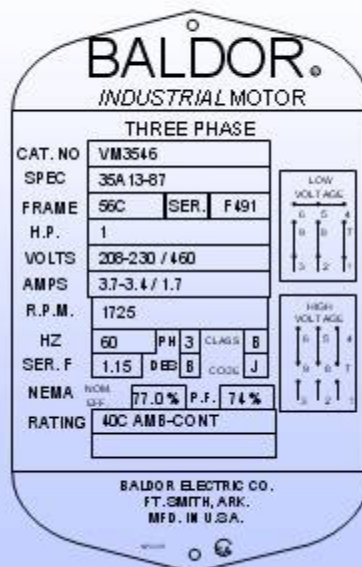 BALDOR.
INDUSTRIAL MOTOR
THREE PHASE
CAT. NO VM3546
SPEC 35A13-87
FRAME 56C SER. F491
H.P. 1
VOLTS 208-230 / 460
AMPS 3.7-3.4 / 1.7
R.P.M. 1725
HZ 60 PH 3 CLASS B
SER. F 1.15 DES B CODE J
NEMA NOM. EFF. 77.0% P.F. 74%
RATING 40C AMB-CONT
LOW VOLTAGE
6 5 4
9 8 7
3 2 1
HIGH VOLTAGE
6 5 4
9 8 7
3 2 1
BALDOR ELECTRIC CO.
FT. SMITH, ARK.
MFD. IN U.S.A.